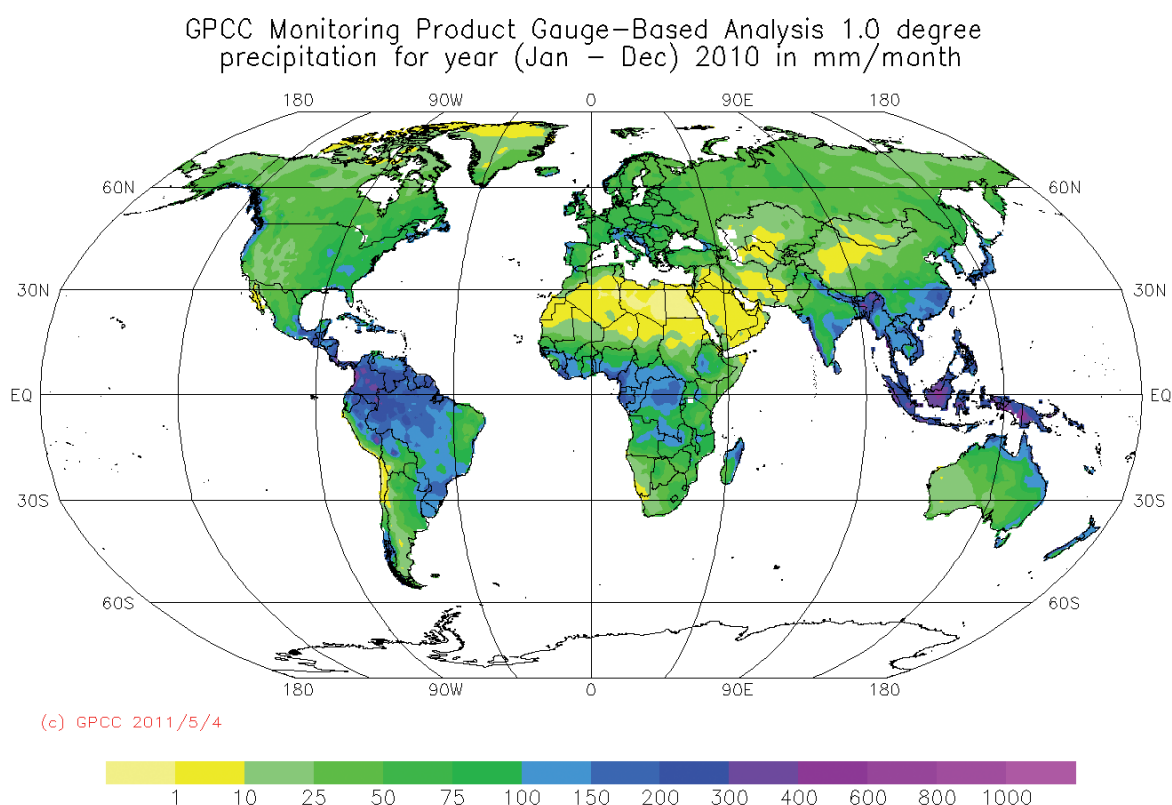 GPCC Monitoring Product Gauge-Based Analysis 1.0 degree
precipitation for year (Jan - Dec) 2010 in mm/month
180 90W 0 90E 180
60N 60N
30N 30N
EQ EQ
30S 30S
60S 60S
180 90W 0 90E 180
(c) GPCC 2011/5/4
1 10 25 50 75 100 150 200 300 400 600 800 1000